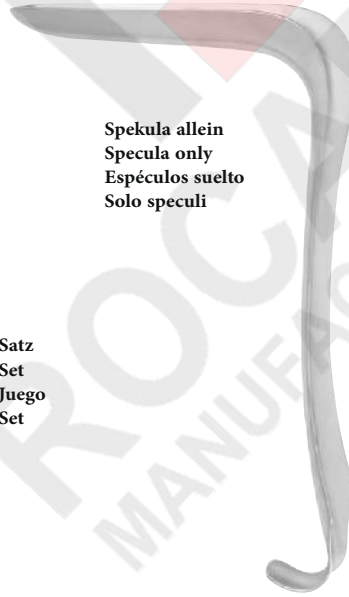 Spekula allein
Specula only
Espéculos suelto
Solo speculi
Satz
Set
Juego
Set